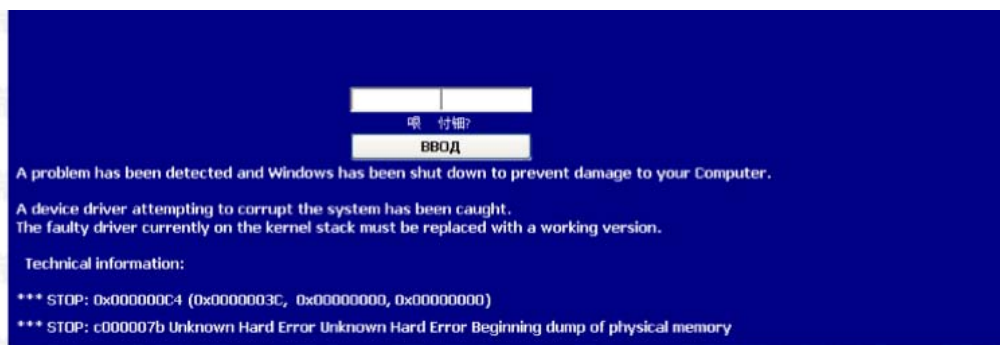 喂 付钿?
ВВОД
A problem has been detected and Windows has been shut down to prevent damage to your Computer.
A device driver attempting to corrupt the system has been caught.
The faulty driver currently on the kernel stack must be replaced with a working version.
Technical information:
*** STOP: 0x000000C4 (0x0000003C, 0x00000000, 0x00000000)
*** STOP: c000007b Unknown Hard Error Unknown Hard Error Beginning dump of physical memory